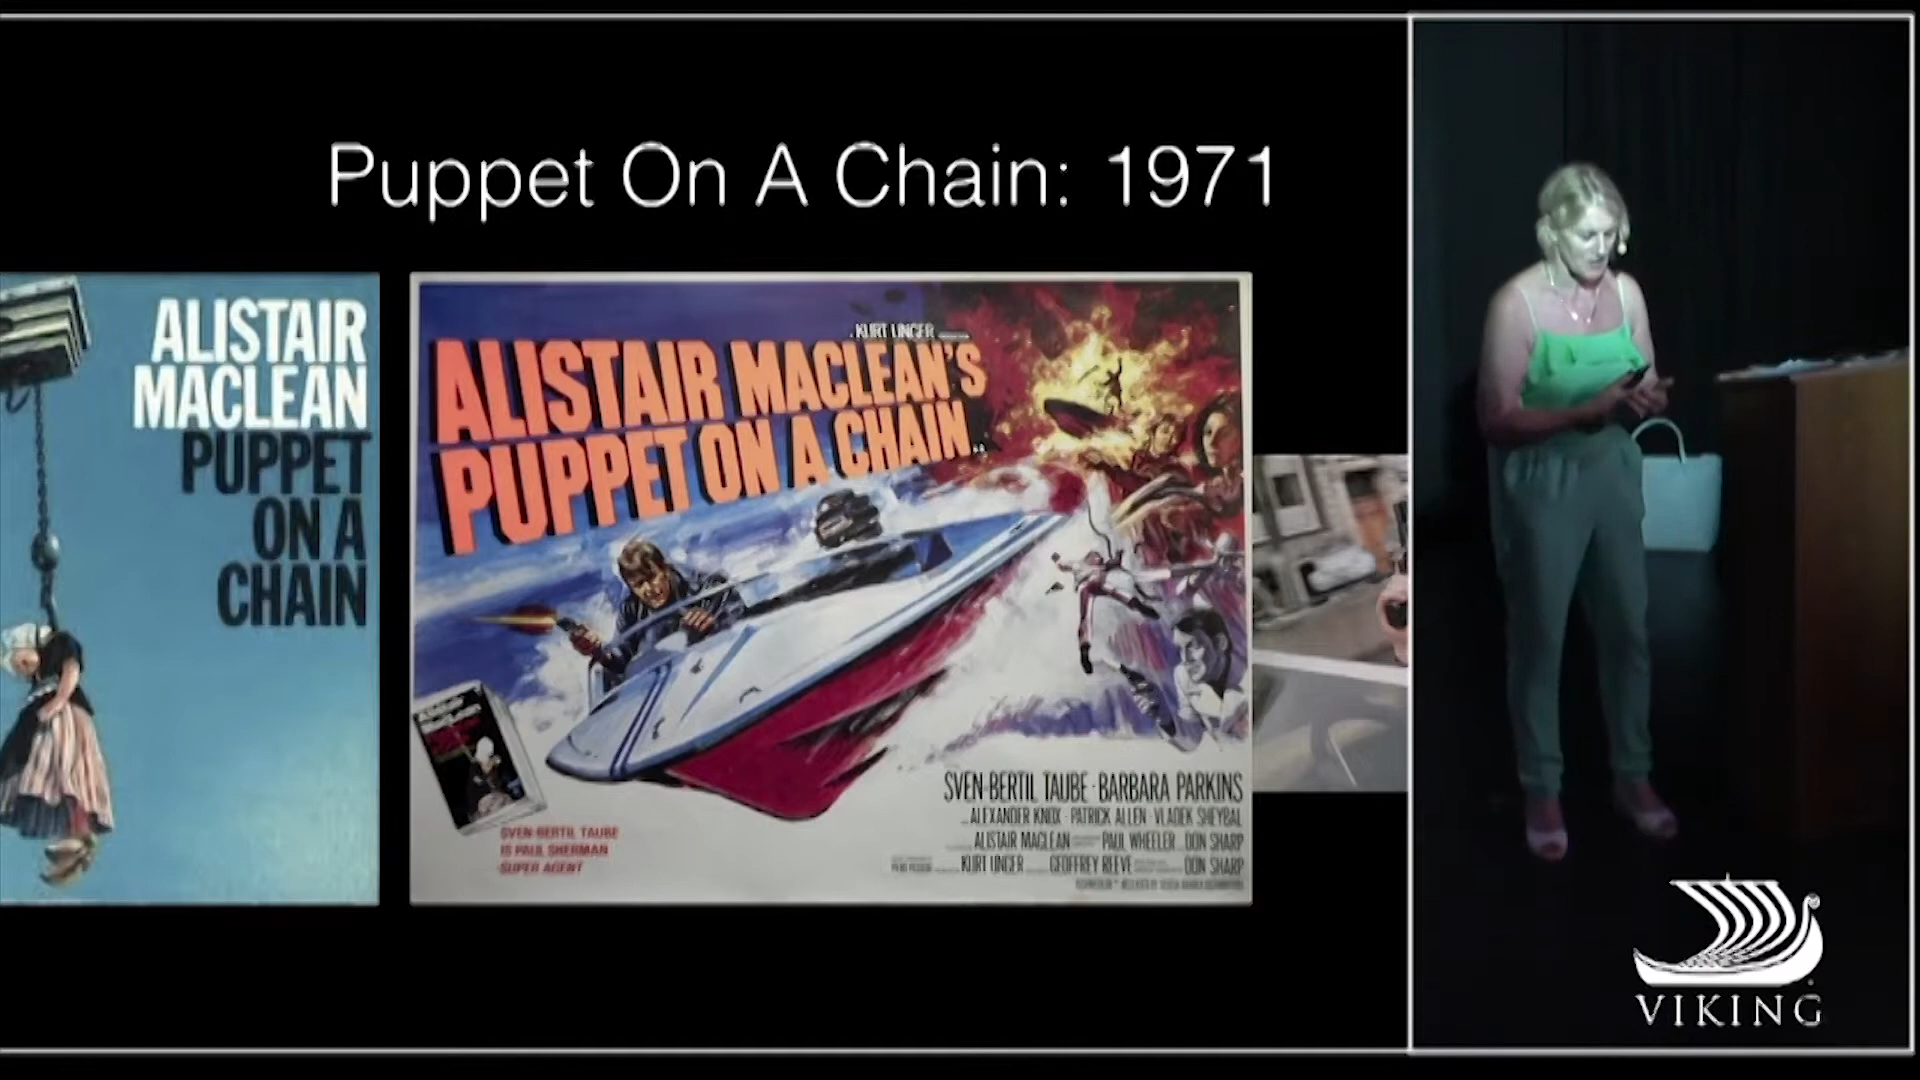 Puppet On A Chain: 1971
ALISTAIR
MACLEAN
PUPPET
ON A
CHAIN
KURT UNGER
ALISTAIR MACLEAN'S
PUPPET ON A CHAIN..
SVEN-BERTIL TAUBE · BARBARA PARKINS
ALEXANDER KNOX · PATRICK ALLEN · VLADEK SHEYBAL
ALISTAIR MACLEAN PAUL WHEELER DON SHARP
KURT UNGER GEOFFREY REEVE DON SHARP
SVEN-BERTIL TAUBE
IS PAUL SHERMAN
SUPER AGENT
VIKING